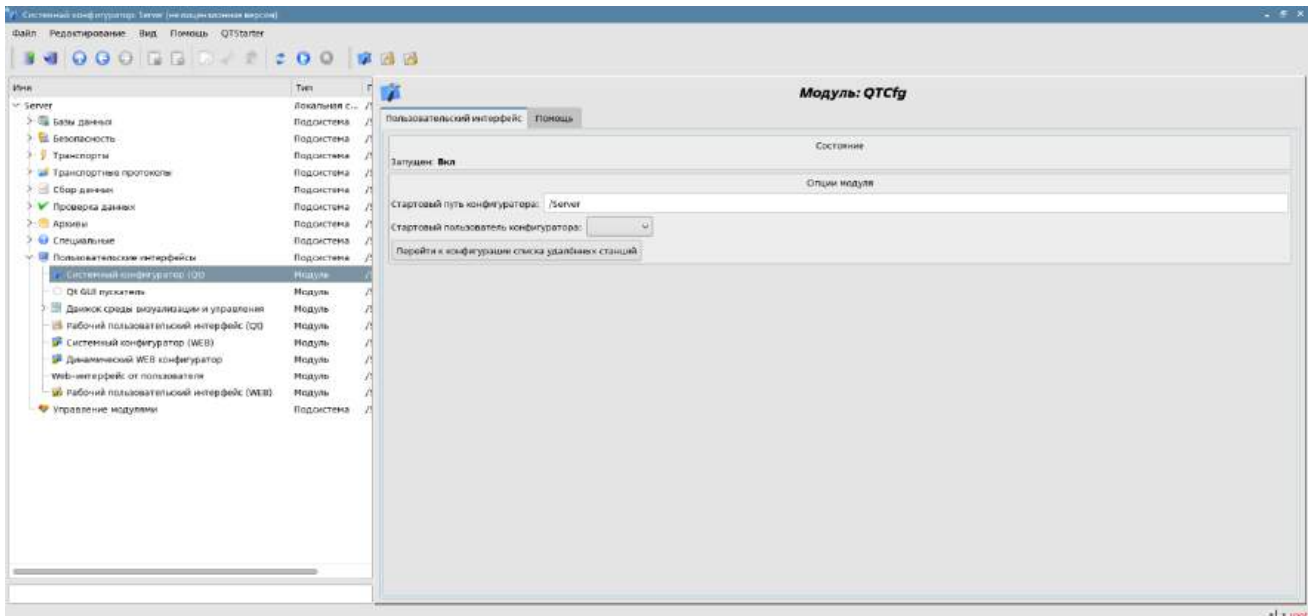 Системный конфигуратор: Server (не лицензионная версия)
Файл Редактирование Вид Помощь QTStarter
Имя Тип
Server Локальная с...
Базы данных Подсистема
Безопасность Подсистема
Транспорты Подсистема
Транспортные протоколы Подсистема
Сбор данных Подсистема
Проверка данных Подсистема
Архивы Подсистема
Специальные Подсистема
Пользовательские интерфейсы Подсистема
Системный конфигуратор (Qt) Модуль
Qt GUI пускатель Модуль
Движок среды визуализации и управления Модуль
Рабочий пользовательский интерфейс (Qt) Модуль
Системный конфигуратор (WEB) Модуль
Динамический WEB конфигуратор Модуль
Web-интерфейс от пользователя Модуль
Рабочий пользовательский интерфейс (WEB) Модуль
Управление модулями Подсистема
Модуль: QTCfg
Пользовательский интерфейс Помощь
Состояние
Запущен: Вкл
Опции модуля
Стартовый путь конфигуратора: /Server
Стартовый пользователь конфигуратора:
Перейти к конфигурации списка удалённых станций
root